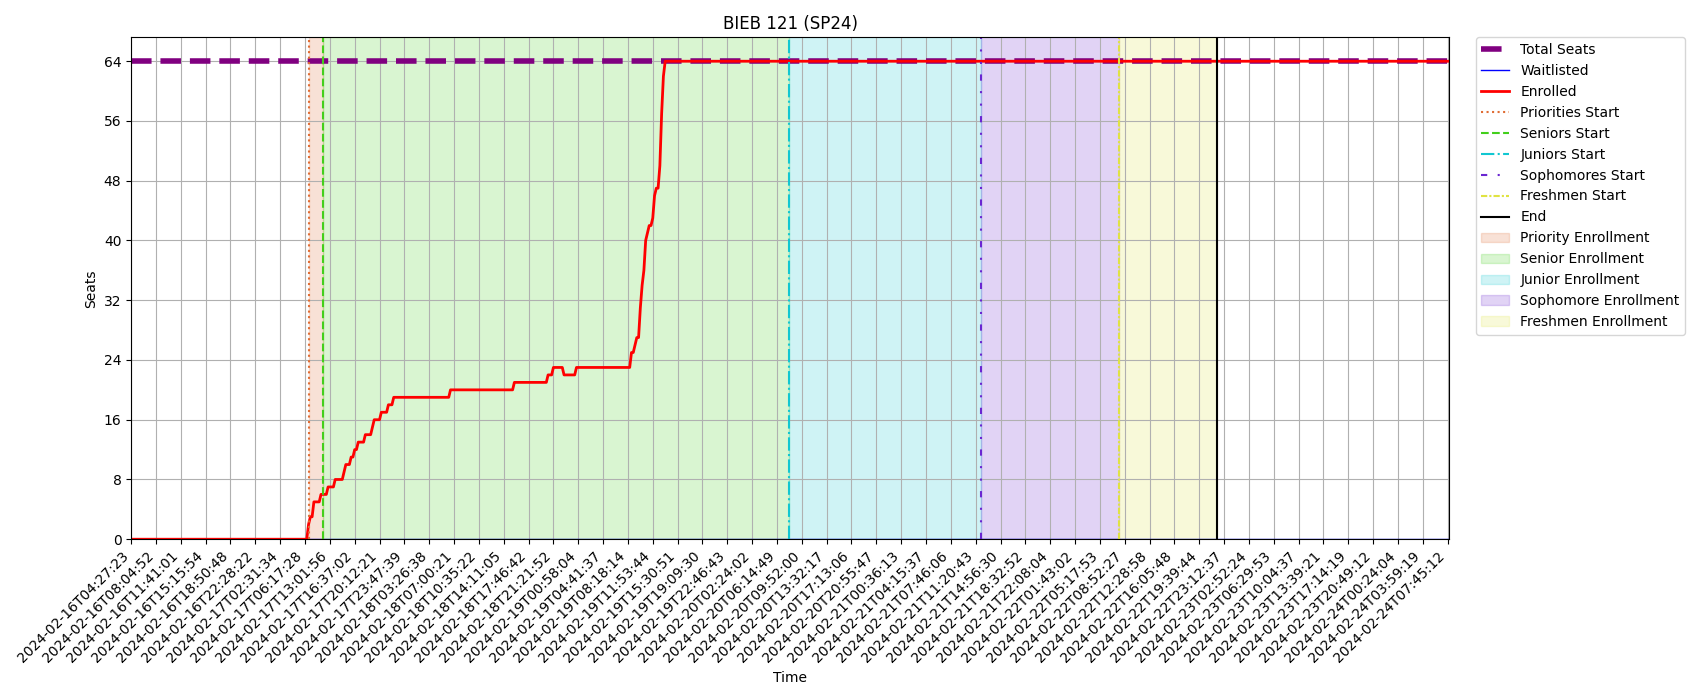 BIEB 121 (SP24)
Total Seats
Waitlisted
Enrolled
Priorities Start
Seniors Start
Juniors Start
Sophomores Start
Freshmen Start
End
Priority Enrollment
Senior Enrollment
Junior Enrollment
Sophomore Enrollment
Freshmen Enrollment
Seats
64
56
48
40
32
24
16
8
0
2024-02-16T04:27:23
2024-02-16T08:04:52
2024-02-16T11:41:01
2024-02-16T15:15:54
2024-02-16T18:50:48
2024-02-16T22:28:22
2024-02-17T02:31:34
2024-02-17T06:17:28
2024-02-17T13:01:56
2024-02-17T16:37:02
2024-02-17T20:12:21
2024-02-17T23:47:39
2024-02-18T03:26:38
2024-02-18T07:00:21
2024-02-18T10:35:22
2024-02-18T14:11:05
2024-02-18T17:46:42
2024-02-18T21:21:52
2024-02-19T00:58:04
2024-02-19T04:41:37
2024-02-19T08:18:14
2024-02-19T11:53:44
2024-02-19T15:30:51
2024-02-19T19:09:30
2024-02-19T22:46:43
2024-02-20T02:24:02
2024-02-20T06:14:49
2024-02-20T09:52:00
2024-02-20T13:32:17
2024-02-20T17:13:06
2024-02-20T20:55:47
2024-02-21T00:36:13
2024-02-21T04:15:37
2024-02-21T07:46:06
2024-02-21T11:20:43
2024-02-21T14:56:30
2024-02-21T18:32:52
2024-02-21T22:08:04
2024-02-22T01:43:02
2024-02-22T05:17:53
2024-02-22T08:52:27
2024-02-22T12:28:58
2024-02-22T16:05:48
2024-02-22T19:39:44
2024-02-22T23:12:37
2024-02-23T02:52:24
2024-02-23T06:29:53
2024-02-23T10:04:37
2024-02-23T13:39:21
2024-02-23T17:14:19
2024-02-23T20:49:12
2024-02-24T00:24:04
2024-02-24T03:59:19
2024-02-24T07:45:12
Time